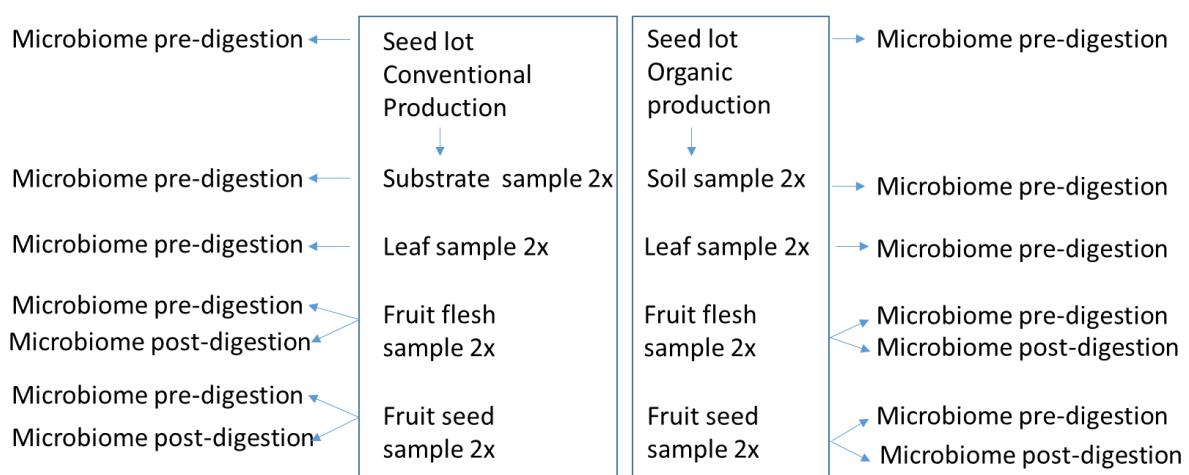 Microbiome pre-digestion
Seed lot
Conventional
Production
Seed lot
Organic
production
Microbiome pre-digestion
Microbiome pre-digestion
Substrate sample 2x
Soil sample 2x
Microbiome pre-digestion
Microbiome pre-digestion
Leaf sample 2x
Leaf sample 2x
Microbiome pre-digestion
Microbiome pre-digestion
Microbiome post-digestion
Fruit flesh
sample 2x
Fruit flesh
sample 2x
Microbiome pre-digestion
Microbiome post-digestion
Microbiome pre-digestion
Microbiome post-digestion
Fruit seed
sample 2x
Fruit seed
sample 2x
Microbiome pre-digestion
Microbiome post-digestion